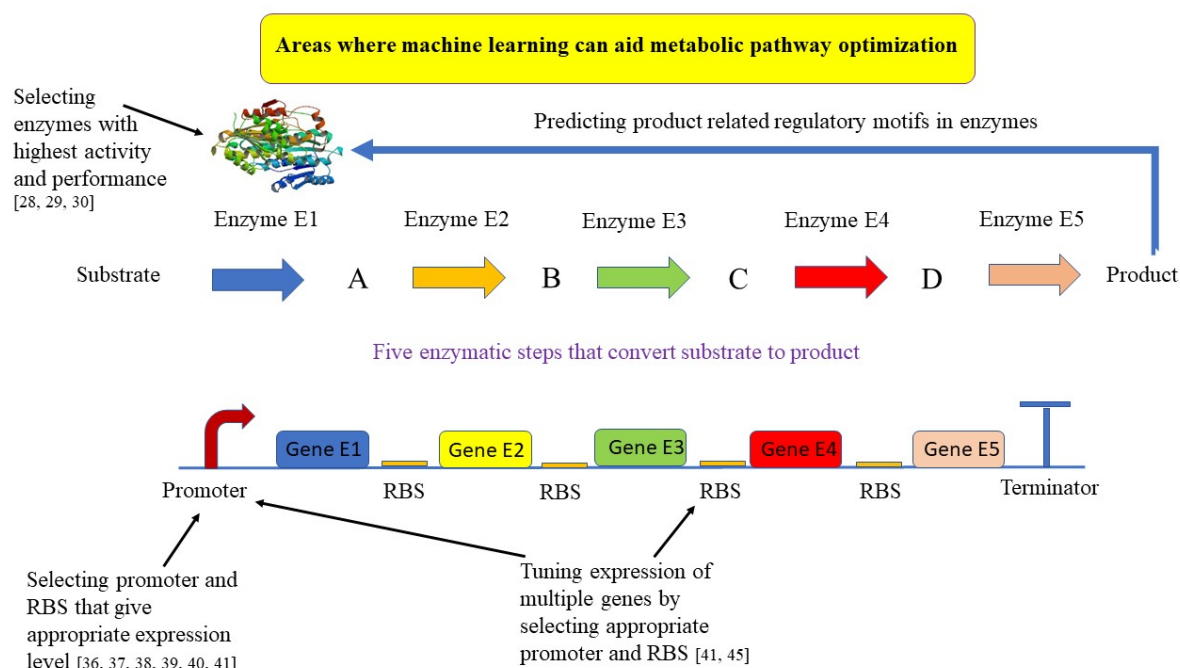 Areas where machine learning can aid metabolic pathway optimization
Selecting
enzymes with
highest activity
and performance
[28, 29, 30]
Predicting product related regulatory motifs in enzymes
Enzyme E1
Enzyme E2
Enzyme E3
Enzyme E4
Enzyme E5
Substrate
A
B
C
D
Product
Five enzymatic steps that convert substrate to product
Gene E1
Gene E2
Gene E3
Gene E4
Gene E5
Promoter
RBS
RBS
RBS
RBS
Terminator
Selecting promoter and
RBS that give
appropriate expression
level [36, 37, 38, 39, 40, 41]
Tuning expression of
multiple genes by
selecting appropriate
promoter and RBS [41, 45]